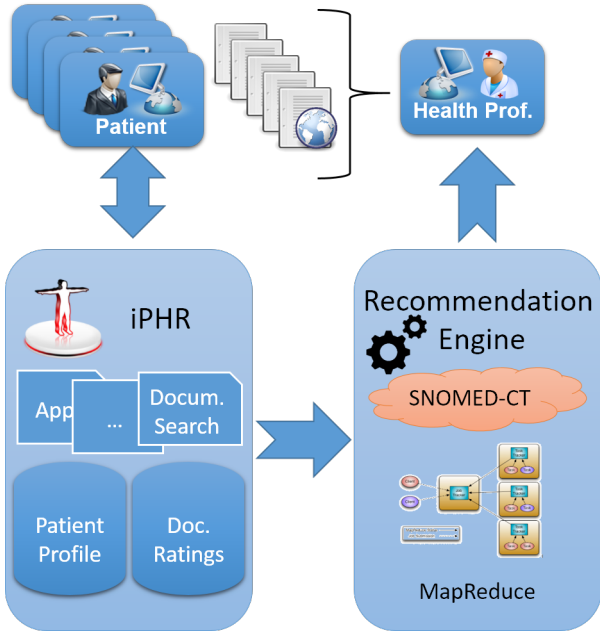 Patient
Health Prof.
iPHR
App
...
Docum.
Search
Patient
Profile
Doc.
Ratings
Recommendation
Engine
SNOMED-CT
MapReduce